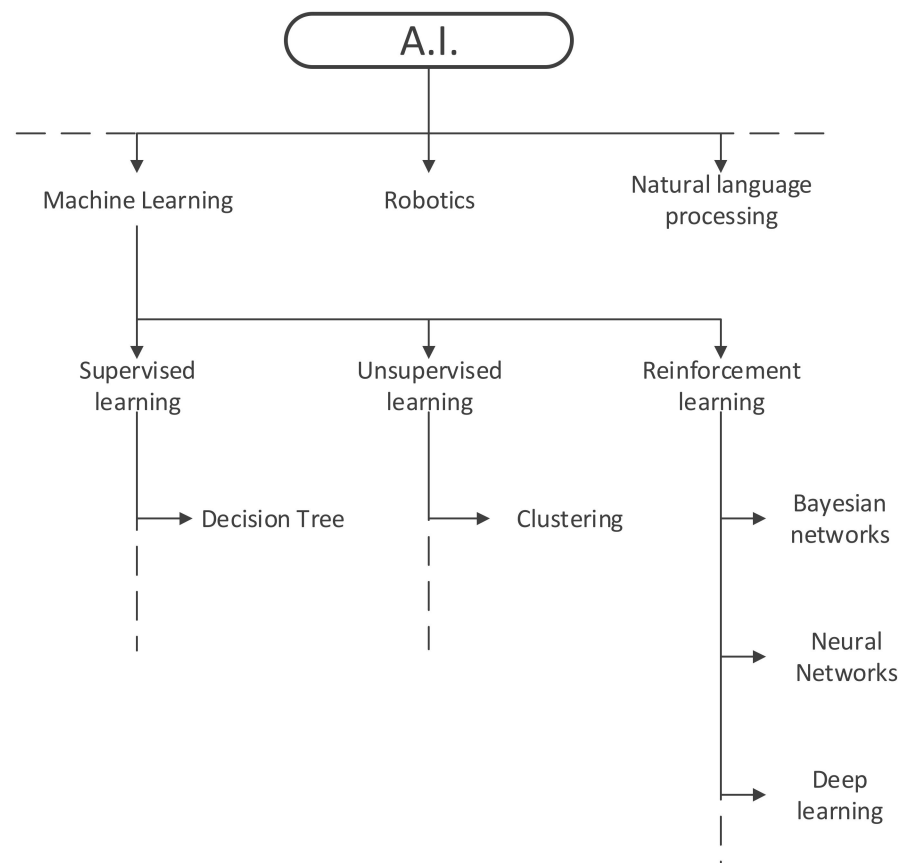 A.I.
Machine Learning
Robotics
Natural language
processing
Supervised
learning
Unsupervised
learning
Reinforcement
learning
Decision Tree
Clustering
Bayesian
networks
Neural
Networks
Deep
learning